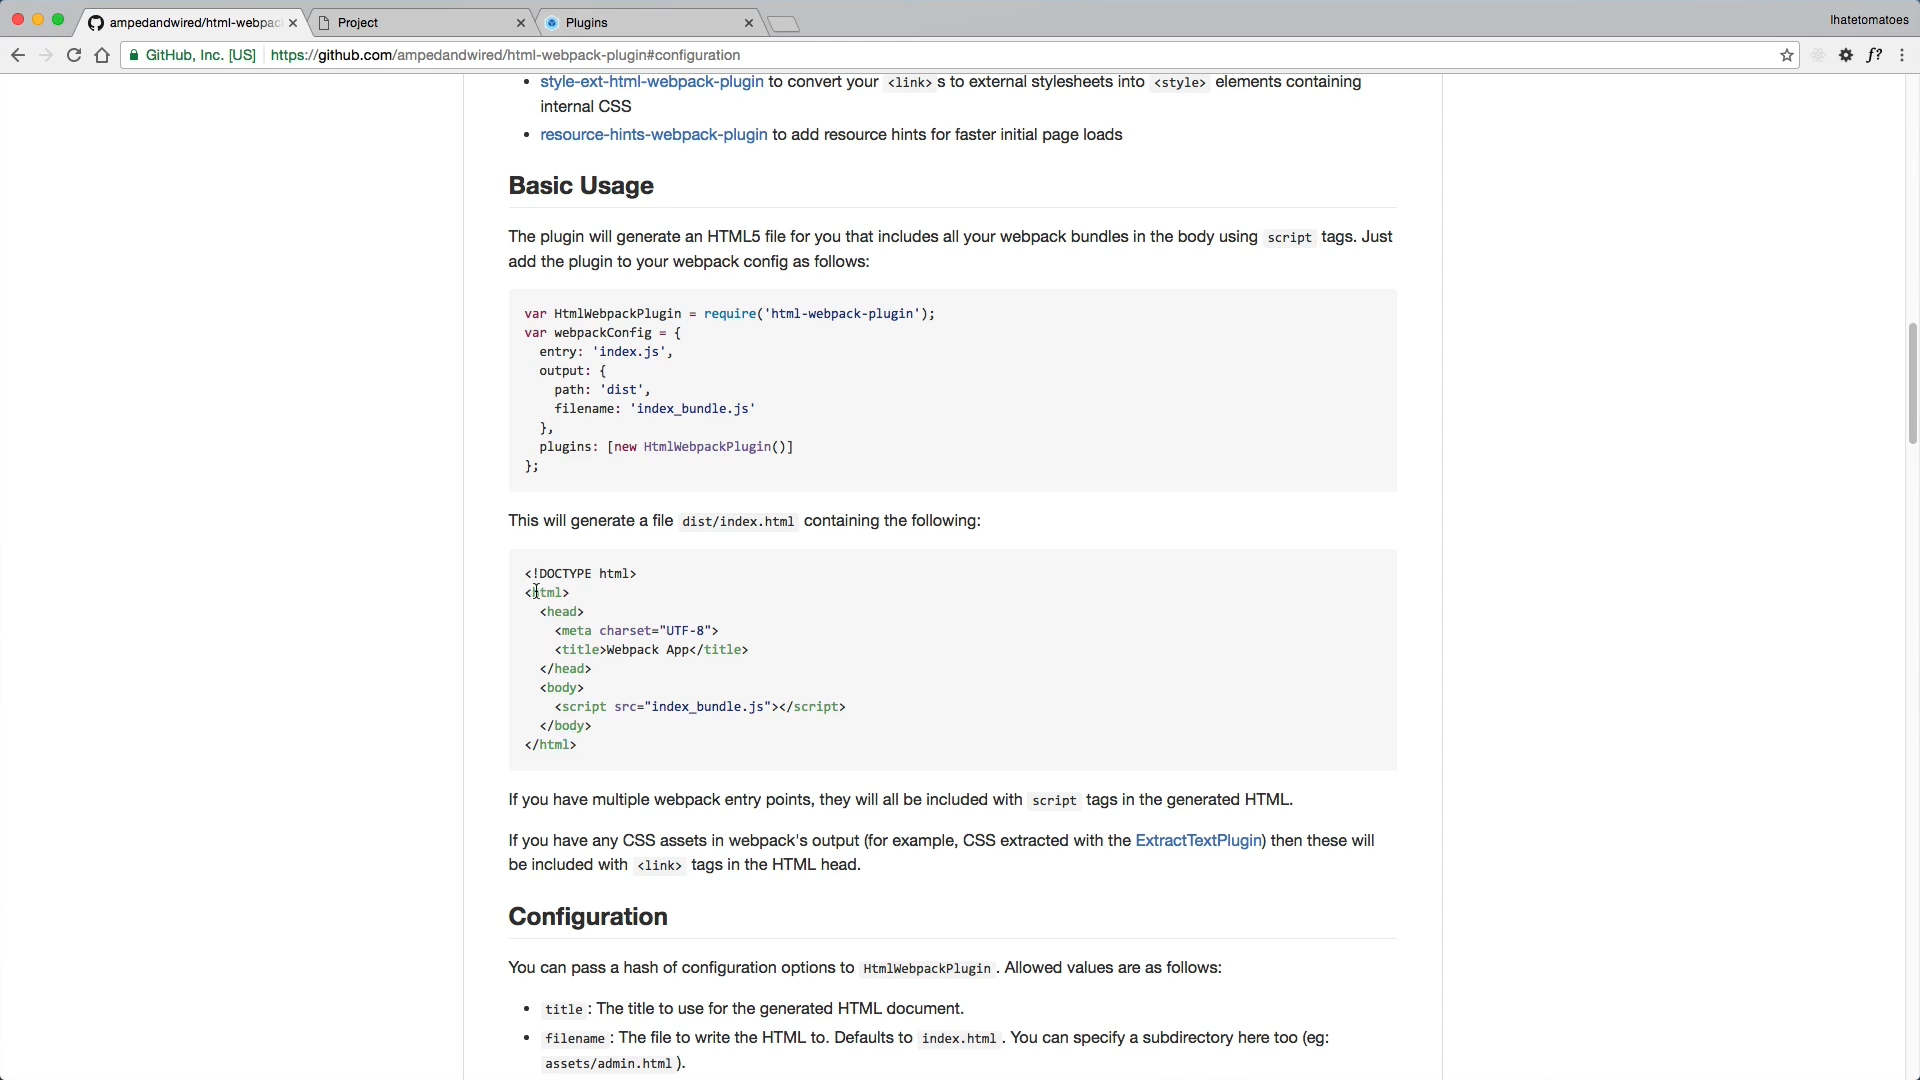 ampedandwired/html-webpac
Project
Plugins
Ihatetomatoes
GitHub, Inc. [US]
https://github.com/ampedandwired/html-webpack-plugin#configuration
f?
• style-ext-html-webpack-plugin to convert your <link> s to external stylesheets into <style> elements containing
internal CSS
• resource-hints-webpack-plugin to add resource hints for faster initial page loads
Basic Usage
The plugin will generate an HTML5 file for you that includes all your webpack bundles in the body using script tags. Just
add the plugin to your webpack config as follows:
var HtmlWebpackPlugin = require('html-webpack-plugin');
var webpackConfig = {
entry: 'index.js',
output: {
path: 'dist',
filename: 'index_bundle.js'
},
plugins: [new HtmlWebpackPlugin()]
};
This will generate a file dist/index.html containing the following:
<!DOCTYPE html>
<html>
<head>
<meta charset="UTF-8">
<title>Webpack App</title>
</head>
<body>
<script src="index_bundle.js"></script>
</body>
</html>
If you have multiple webpack entry points, they will all be included with script tags in the generated HTML.
If you have any CSS assets in webpack's output (for example, CSS extracted with the ExtractTextPlugin) then these will
be included with <link> tags in the HTML head.
Configuration
You can pass a hash of configuration options to HtmlWebpackPlugin . Allowed values are as follows:
• title : The title to use for the generated HTML document.
• filename : The file to write the HTML to. Defaults to index.html . You can specify a subdirectory here too (eg:
assets/admin.html ).